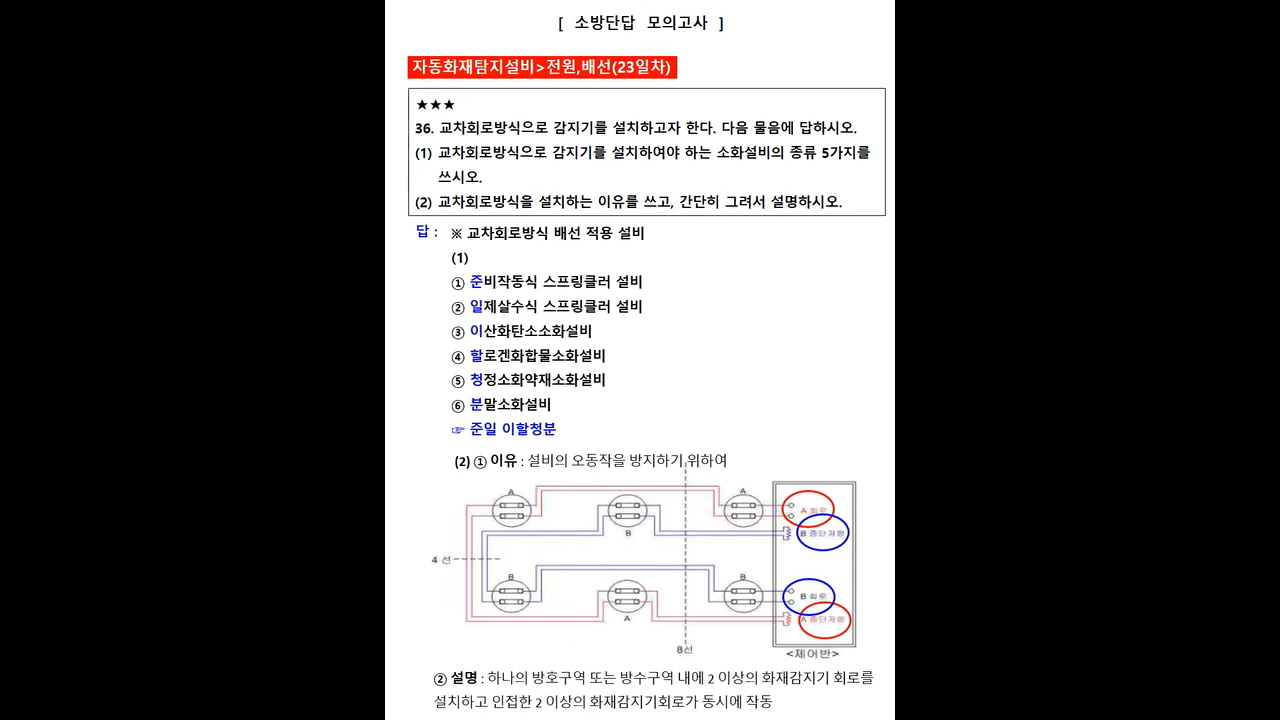 [ 소방단답 모의고사 ]
자동화재탐지설비>전원,배선(23일차)
★★★
36. 교차회로방식으로 감지기를 설치하고자 한다. 다음 물음에 답하시오.
(1) 교차회로방식으로 감지기를 설치하여야 하는 소화설비의 종류 5가지를
쓰시오.
(2) 교차회로방식을 설치하는 이유를 쓰고, 간단히 그려서 설명하시오.
답 : ※ 교차회로방식 배선 적용 설비
(1)
① 준비작동식 스프링클러 설비
② 일제살수식 스프링클러 설비
③ 이산화탄소소화설비
④ 할로겐화합물소화설비
⑤ 청정소화약재소화설비
⑥ 분말소화설비
☞ 준일 이할청분
(2) ① 이유 : 설비의 오동작을 방지하기 위하여
A
A
A 회로
B
B 종단저항
4 선
B
B
B 회로
A
A 종단저항
8선
<제어반>
② 설명 : 하나의 방호구역 또는 방수구역 내에 2 이상의 화재감지기 회로를
설치하고 인접한 2 이상의 화재감지기회로가 동시에 작동